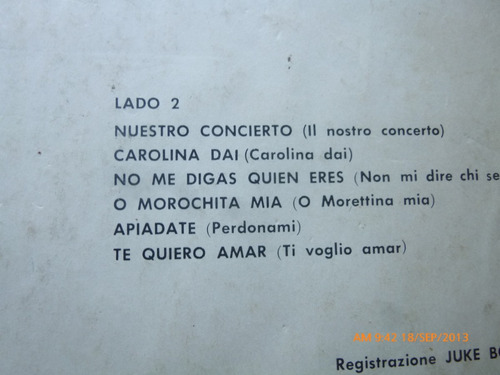 LADO 2
NUESTRO CONCIERTO (Il nostro concerto)
CAROLINA DAI (Carolina dai)
NO ME DIGAS QUIEN ERES (Non mi dire chi se
O MOROCHITA MIA (O Morettina mia)
APIADATE (Perdonami)
TE QUIERO AMAR (Ti voglio amar)
AM 9:42 18/SEP/2013
Registrazione JUKE